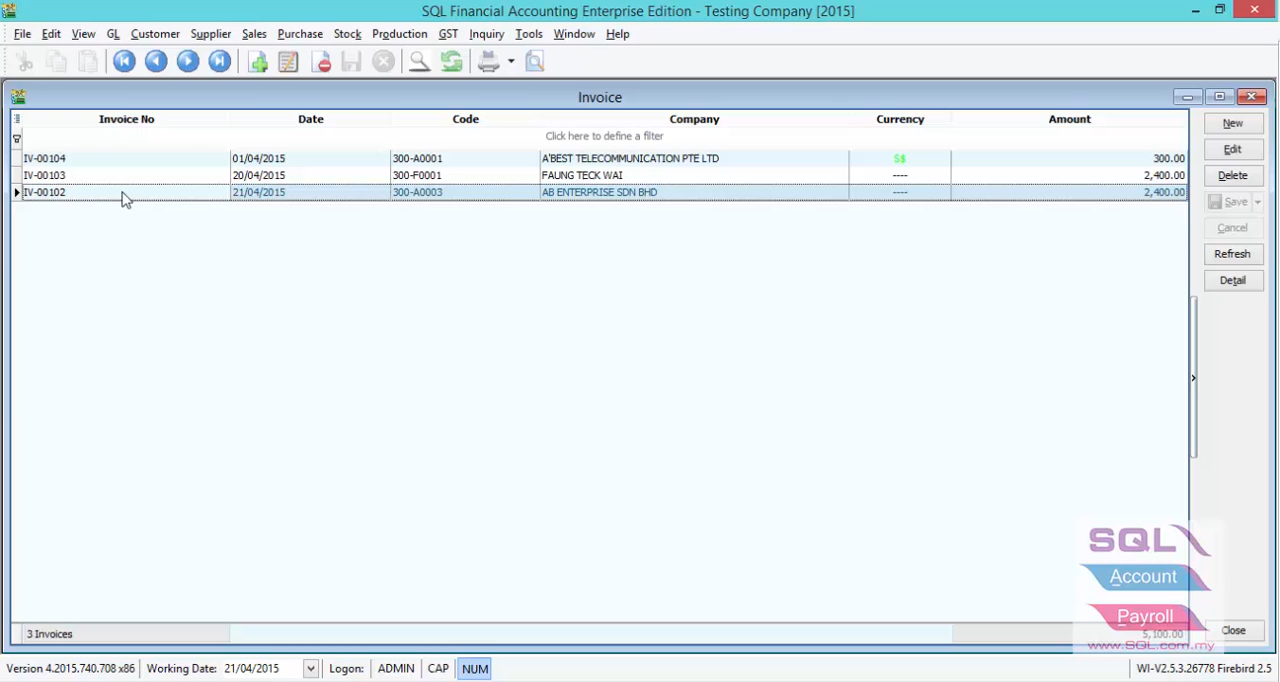 SQL Financial Accounting Enterprise Edition - Testing Company [2015]
File Edit View GL Customer Supplier Sales Purchase Stock Production GST Inquiry Tools Window Help
Invoice
Invoice No Date Code Company Currency Amount
Click here to define a filter
IV-00104 01/04/2015 300-A0001 A'BEST TELECOMMUNICATION PTE LTD S$ 300.00
IV-00103 20/04/2015 300-F0001 FAUNG TECK WAI ---- 2,400.00
IV-00102 21/04/2015 300-A0003 AB ENTERPRISE SDN BHD ---- 2,400.00
New
Edit
Delete
Save
Cancel
Refresh
Detail
SQL
Account
Payroll
www.SQL.com.my
3 Invoices 5,100.00
Close
Version 4.2015.740.708 x86 Working Date: 21/04/2015 Logon: ADMIN CAP NUM WI-V2.5.3.26778 Firebird 2.5